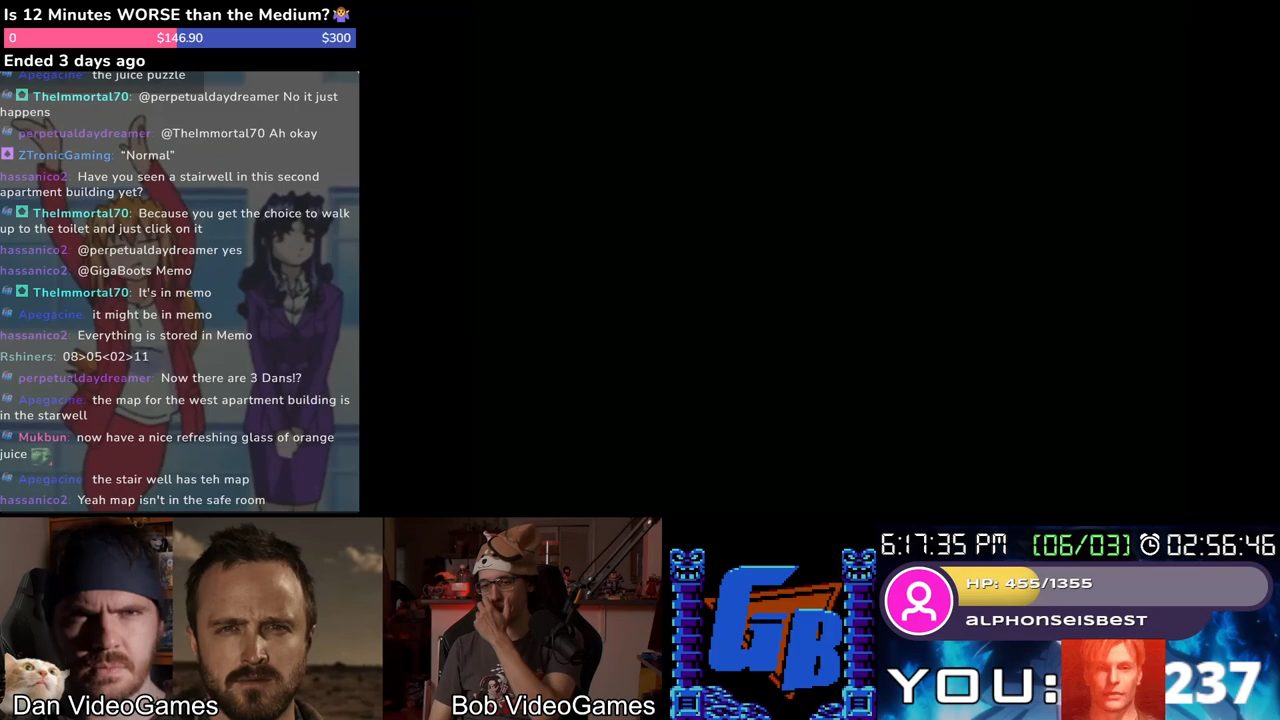 Is 12 Minutes WORSE than the Medium?🤷‍♀️
0 $146.90 $300
Ended 3 days ago
Apegacine: the juice puzzle
TheImmortal70: @perpetualdaydreamer No it just
happens
perpetualdaydreamer: @TheImmortal70 Ah okay
ZTronicGaming: “Normal”
hassanico2: Have you seen a stairwell in this second
apartment building yet?
TheImmortal70: Because you get the choice to walk
up to the toilet and just click on it
hassanico2: @perpetualdaydreamer yes
hassanico2: @GigaBoots Memo
TheImmortal70: It's in memo
Apegacine: it might be in memo
hassanico2: Everything is stored in Memo
Rshiners: 08>05<02>11
perpetualdaydreamer: Now there are 3 Dans!?
Apegacine: the map for the west apartment building is
in the starwell
Mukbun: now have a nice refreshing glass of orange
juice
Apegacine: the stair well has teh map
hassanico2: Yeah map isn't in the safe room
Dan VideoGames
Bob VideoGames
GB
6:17:35 PM [06/03] 02:56:46
HP: 455/1355
alphonseisbest
YOU: 237